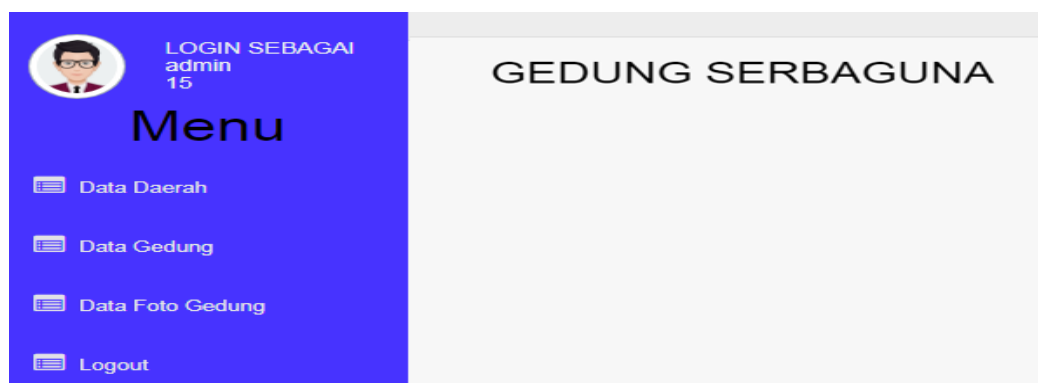 LOGIN SEBAGAI
admin
15
Menu
Data Daerah
Data Gedung
Data Foto Gedung
Logout
GEDUNG SERBAGUNA